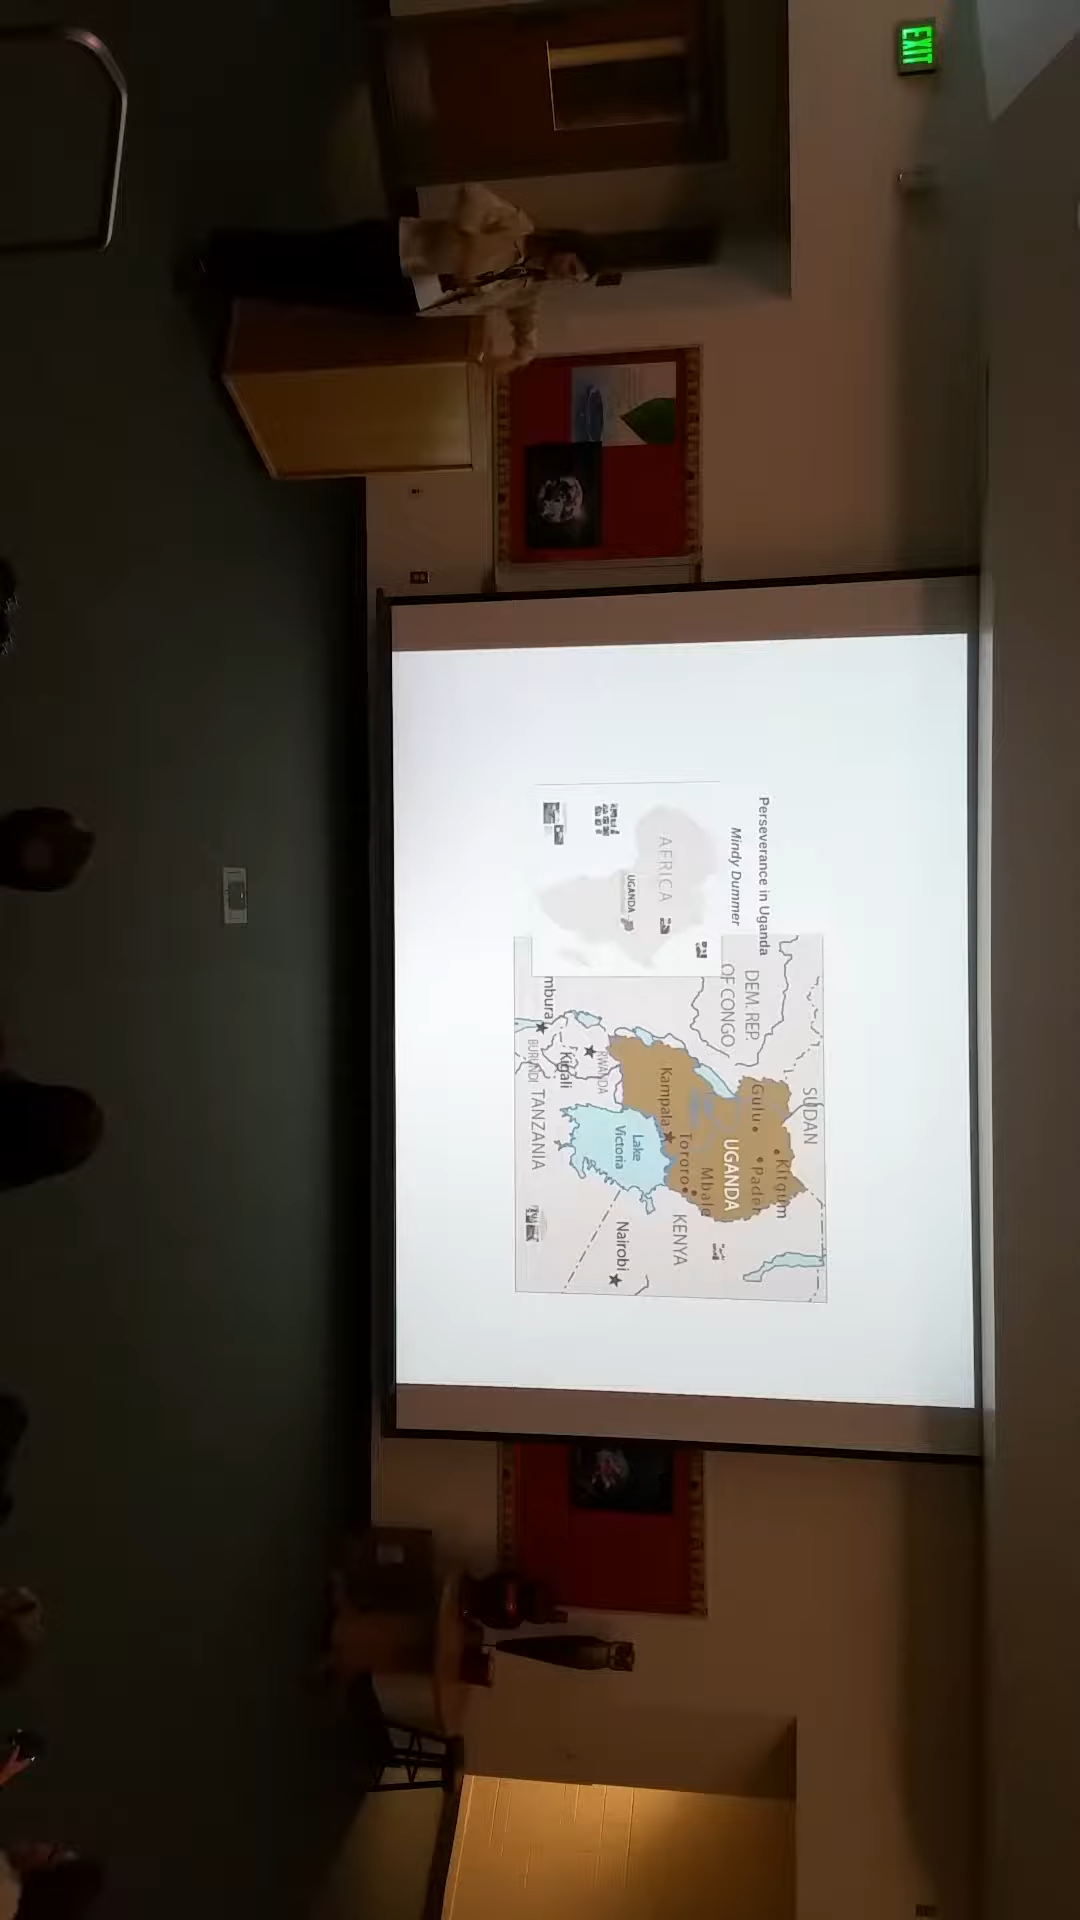 EXIT
Perseverance in Uganda
Mindy Dummer
AFRICA
UGANDA
SUDAN
DEM. REP.
OF CONGO
Gulu
Kitgum
Pader
UGANDA
Mbale
Tororo
Kampala
KENYA
Lake
Victoria
Nairobi
RWANDA
Kigali
mbura
BURUNDI
TANZANIA